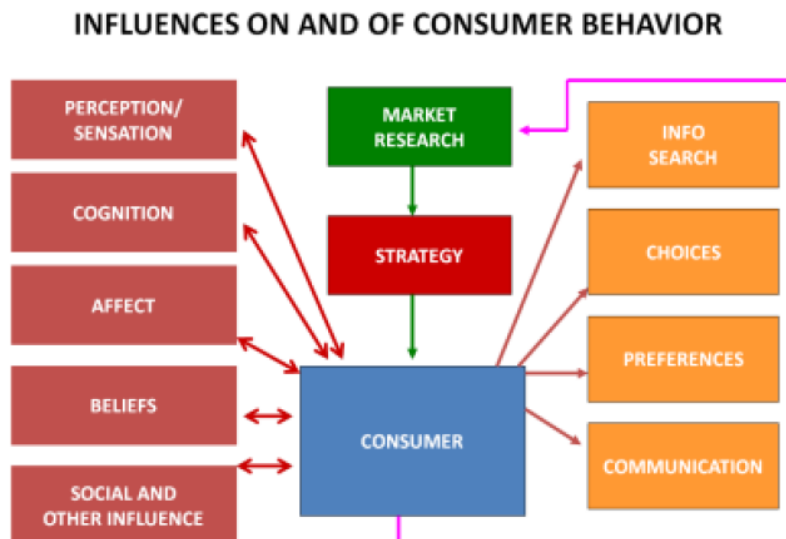 INFLUENCES ON AND OF CONSUMER BEHAVIOR
PERCEPTION/
SENSATION
COGNITION
AFFECT
BELIEFS
SOCIAL AND
OTHER INFLUENCE
MARKET
RESEARCH
STRATEGY
CONSUMER
INFO
SEARCH
CHOICES
PREFERENCES
COMMUNICATION